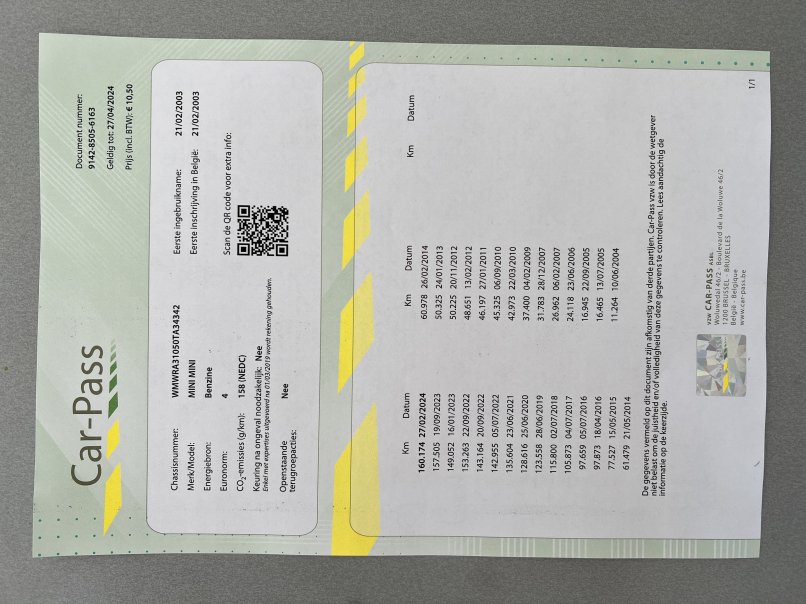 Car-Pass
Document nummer:
9142-8505-6163
Geldig tot: 27/04/2024
Prijs (incl. BTW): € 10,50
Chassisnummer: WMWRA31050TA34342
Merk/Model: MINI MINI
Energiebron: Benzine
Euronorm: 4
CO2-emissies (g/km): 158 (NEDC)
Keuring na ongeval noodzakelijk: Nee
Enkel met expertises uitgevoerd na 01/03/2019 wordt rekening gehouden.
Openstaande terugroepacties: Nee
Eerste ingebruikname: 21/02/2003
Eerste inschrijving in België: 21/02/2003
Scan de QR code voor extra info:
Km Datum
160.174 27/02/2024
157.505 19/09/2023
149.052 16/01/2023
153.263 22/09/2022
143.164 20/09/2022
142.955 05/07/2022
135.604 23/06/2021
128.616 25/06/2020
123.558 28/06/2019
115.800 02/07/2018
105.873 04/07/2017
97.659 05/07/2016
97.873 18/04/2016
77.527 15/05/2015
61.479 21/05/2014
Km Datum
60.978 26/02/2014
50.325 24/01/2013
50.225 20/11/2012
48.651 13/02/2012
46.197 27/01/2011
45.325 06/09/2010
42.973 22/03/2010
37.400 04/02/2009
31.783 28/12/2007
26.962 06/02/2007
24.118 23/06/2006
16.945 22/09/2005
16.465 13/07/2005
11.264 10/06/2004
Km Datum
De gegevens vermeld op dit document zijn afkomstig van derde partijen. Car-Pass vzw is door de wetgever
niet belast om de juistheid en/of volledigheid van deze gegevens te controleren. Lees aandachtig de
informatie op de keerzijde.
VZW CAR-PASS ASBL
Woluwedal 46/2 - Boulevard de la Woluwe 46/2
1200 BRUSSEL - BRUXELLES
België - Belgique
www.car-pass.be
1/1